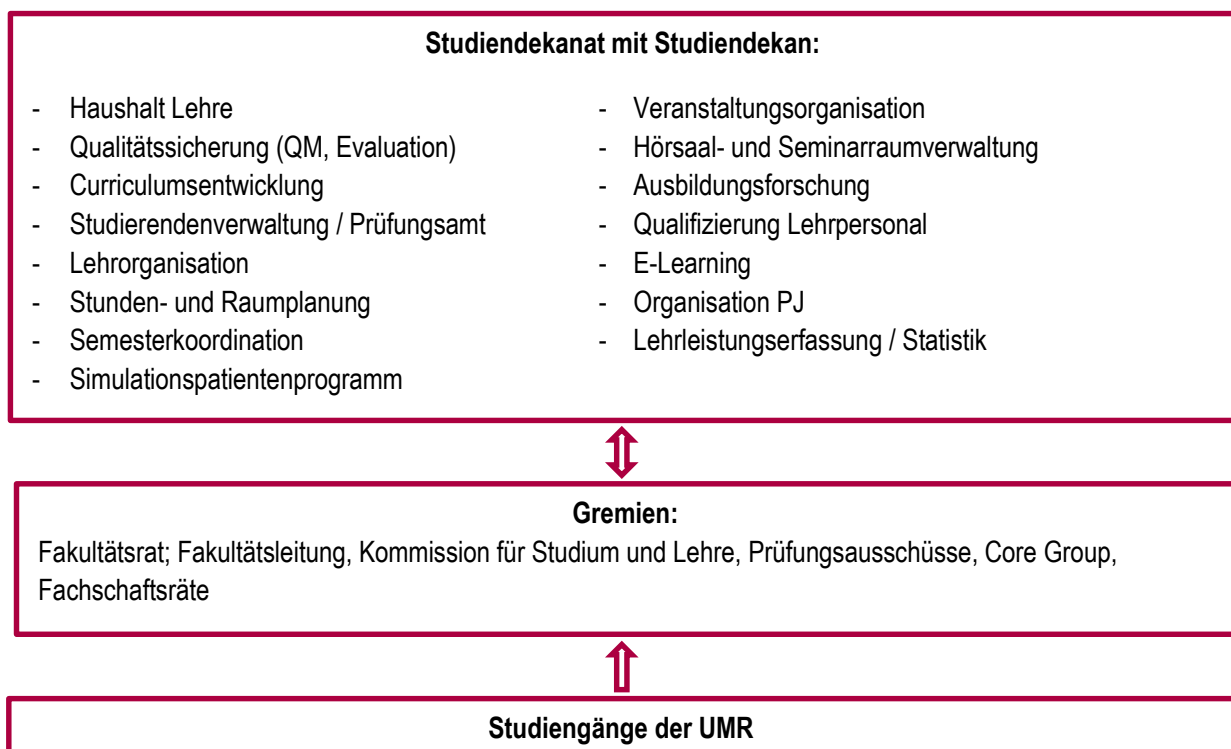 Studiendekanat mit Studiendekan:
- Haushalt Lehre
- Qualitätssicherung (QM, Evaluation)
- Curriculumsentwicklung
- Studierendenverwaltung / Prüfungsamt
- Lehrorganisation
- Stunden- und Raumplanung
- Semesterkoordination
- Simulationspatientenprogramm
- Veranstaltungsorganisation
- Hörsaal- und Seminarraumverwaltung
- Ausbildungsforschung
- Qualifizierung Lehrpersonal
- E-Learning
- Organisation PJ
- Lehrleistungserfassung / Statistik
Gremien:
Fakultätsrat; Fakultätsleitung, Kommission für Studium und Lehre, Prüfungsausschüsse, Core Group,
Fachschaftsräte
Studiengänge der UMR